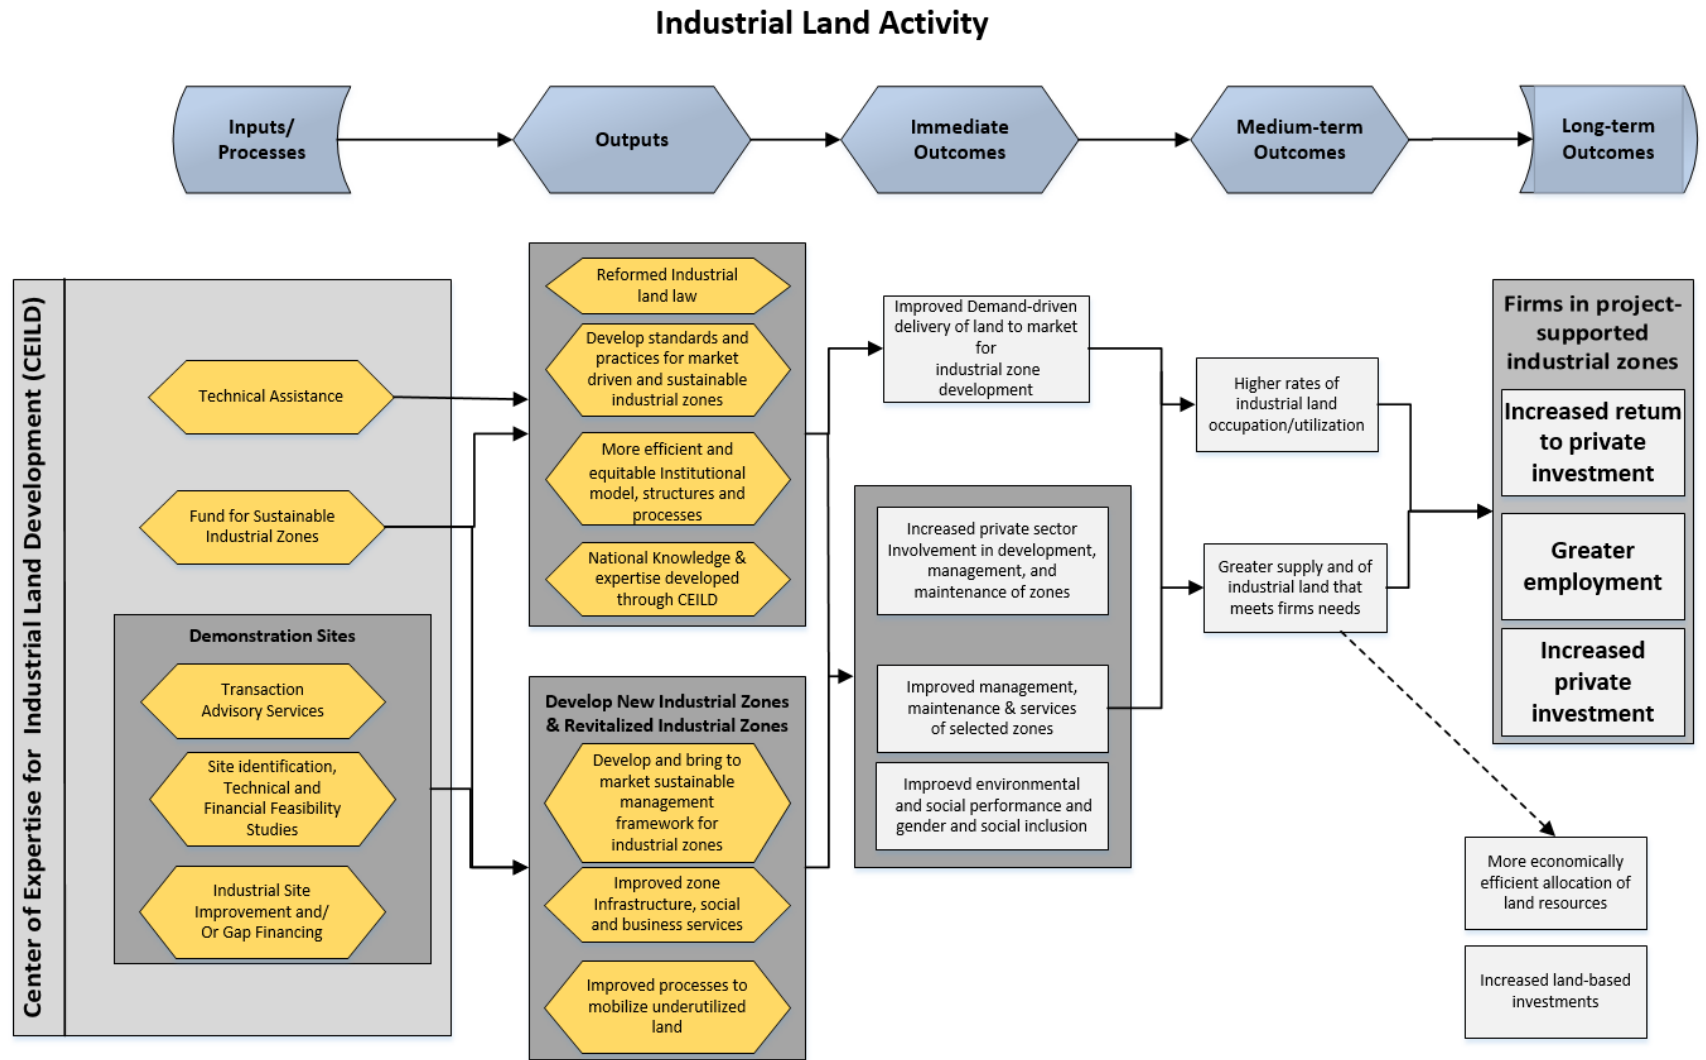 Industrial Land Activity
Inputs/
Processes
Outputs
Immediate
Outcomes
Medium-term
Outcomes
Long-term
Outcomes
Center of Expertise for Industrial Land Development (CEILD)
Technical Assistance
Fund for Sustainable
Industrial Zones
Demonstration Sites
Transaction
Advisory Services
Site identification,
Technical and
Financial Feasibility
Studies
Industrial Site
Improvement and/
Or Gap Financing
Reformed Industrial
land law
Develop standards and
practices for market
driven and sustainable
industrial zones
More efficient and
equitable Institutional
model, structures and
processes
National Knowledge &
expertise developed
through CEILD
Develop New Industrial Zones
& Revitalized Industrial Zones
Develop and bring to
market sustainable
management
framework for
industrial zones
Improved zone
Infrastructure, social
and business services
Improved processes to
mobilize underutilized
land
Improved Demand-driven
delivery of land to market
for
industrial zone
development
Increased private sector
Involvement in development,
management, and
maintenance of zones
Improved management,
maintenance & services
of selected zones
Improevd environmental
and social performance and
gender and social inclusion
Higher rates of
industrial land
occupation/utilization
Greater supply and of
industrial land that
meets firms needs
Firms in project-
supported
industrial zones
Increased return
to private
investment
Greater
employment
Increased
private
investment
More economically
efficient allocation of
land resources
Increased land-based
investments